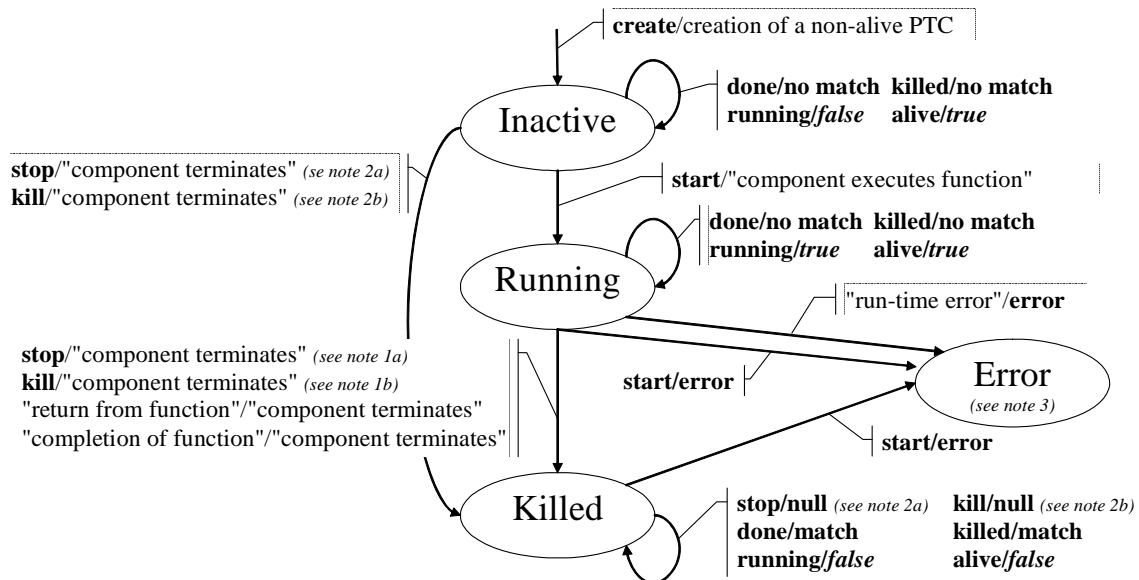 create/creation of a non-alive PTC
done/no match killed/no match
running/false alive/true
Inactive
stop/"component terminates" (se note 2a)
kill/"component terminates" (see note 2b)
start/"component executes function"
done/no match killed/no match
running/true alive/true
Running
"run-time error"/error
stop/"component terminates" (see note 1a)
kill/"component terminates" (see note 1b)
"return from function"/"component terminates"
"completion of function"/"component terminates"
start/error
Error
(see note 3)
start/error
Killed
stop/null (see note 2a) kill/null (see note 2b)
done/match killed/match
running/false alive/false